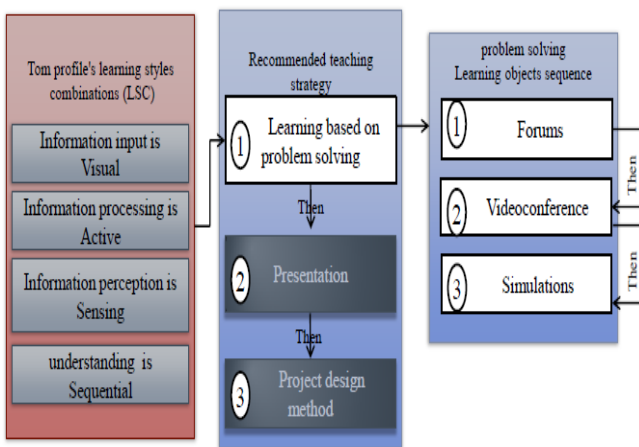 Tom profile's learning styles
combinations (LSC)
Information input is
Visual
Information processing is
Active
Information perception is
Sensing
understanding is
Sequential
Recommended teaching
strategy
1
Learning based on
problem solving
Then
2
Presentation
Then
3
Project design
method
problem solving
Learning objects sequence
1
Forums
Then
2
Videoconference
Then
3
Simulations